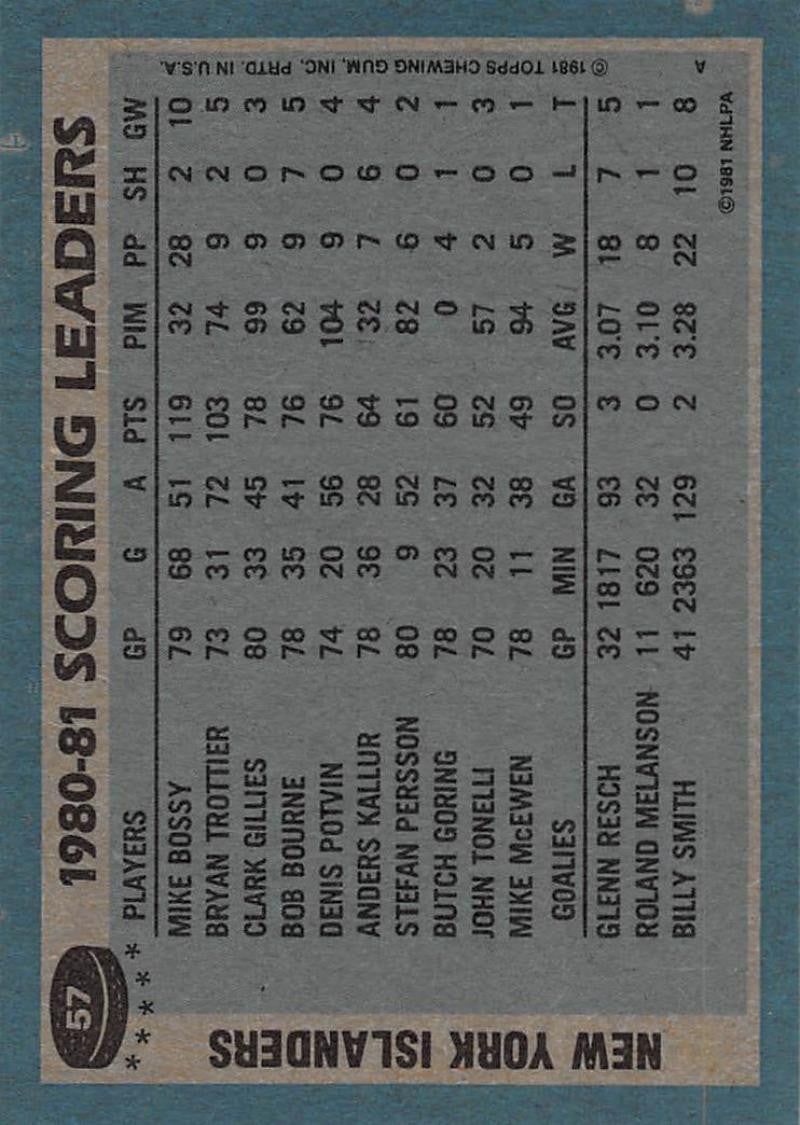 57
1980-81 SCORING LEADERS
* * * * *
NEW YORK ISLANDERS
PLAYERS GP G A PTS PIM PP SH GW
MIKE BOSSY 79 68 51 119 32 28 2 10
BRYAN TROTTIER 73 31 72 103 74 9 2 5
CLARK GILLIES 80 33 45 78 99 9 0 3
BOB BOURNE 78 35 41 76 62 9 7 5
DENIS POTVIN 74 20 56 76 104 9 0 4
ANDERS KALLUR 78 36 28 64 32 7 6 4
STEFAN PERSSON 80 9 52 61 82 6 0 2
BUTCH GORING 78 23 37 60 0 4 1 1
JOHN TONELLI 70 20 32 52 57 2 0 3
MIKE McEWEN 78 11 38 49 94 5 0 1
GOALIES GP MIN GA SO AVG W L T
GLENN RESCH 32 1817 93 3 3.07 18 7 5
ROLAND MELANSON 11 620 32 0 3.10 8 1 1
BILLY SMITH 41 2363 129 2 3.28 22 10 8
©1981 NHLPA
© 1981 TOPPS CHEWING GUM, INC. PRTD. IN U.S.A.
A